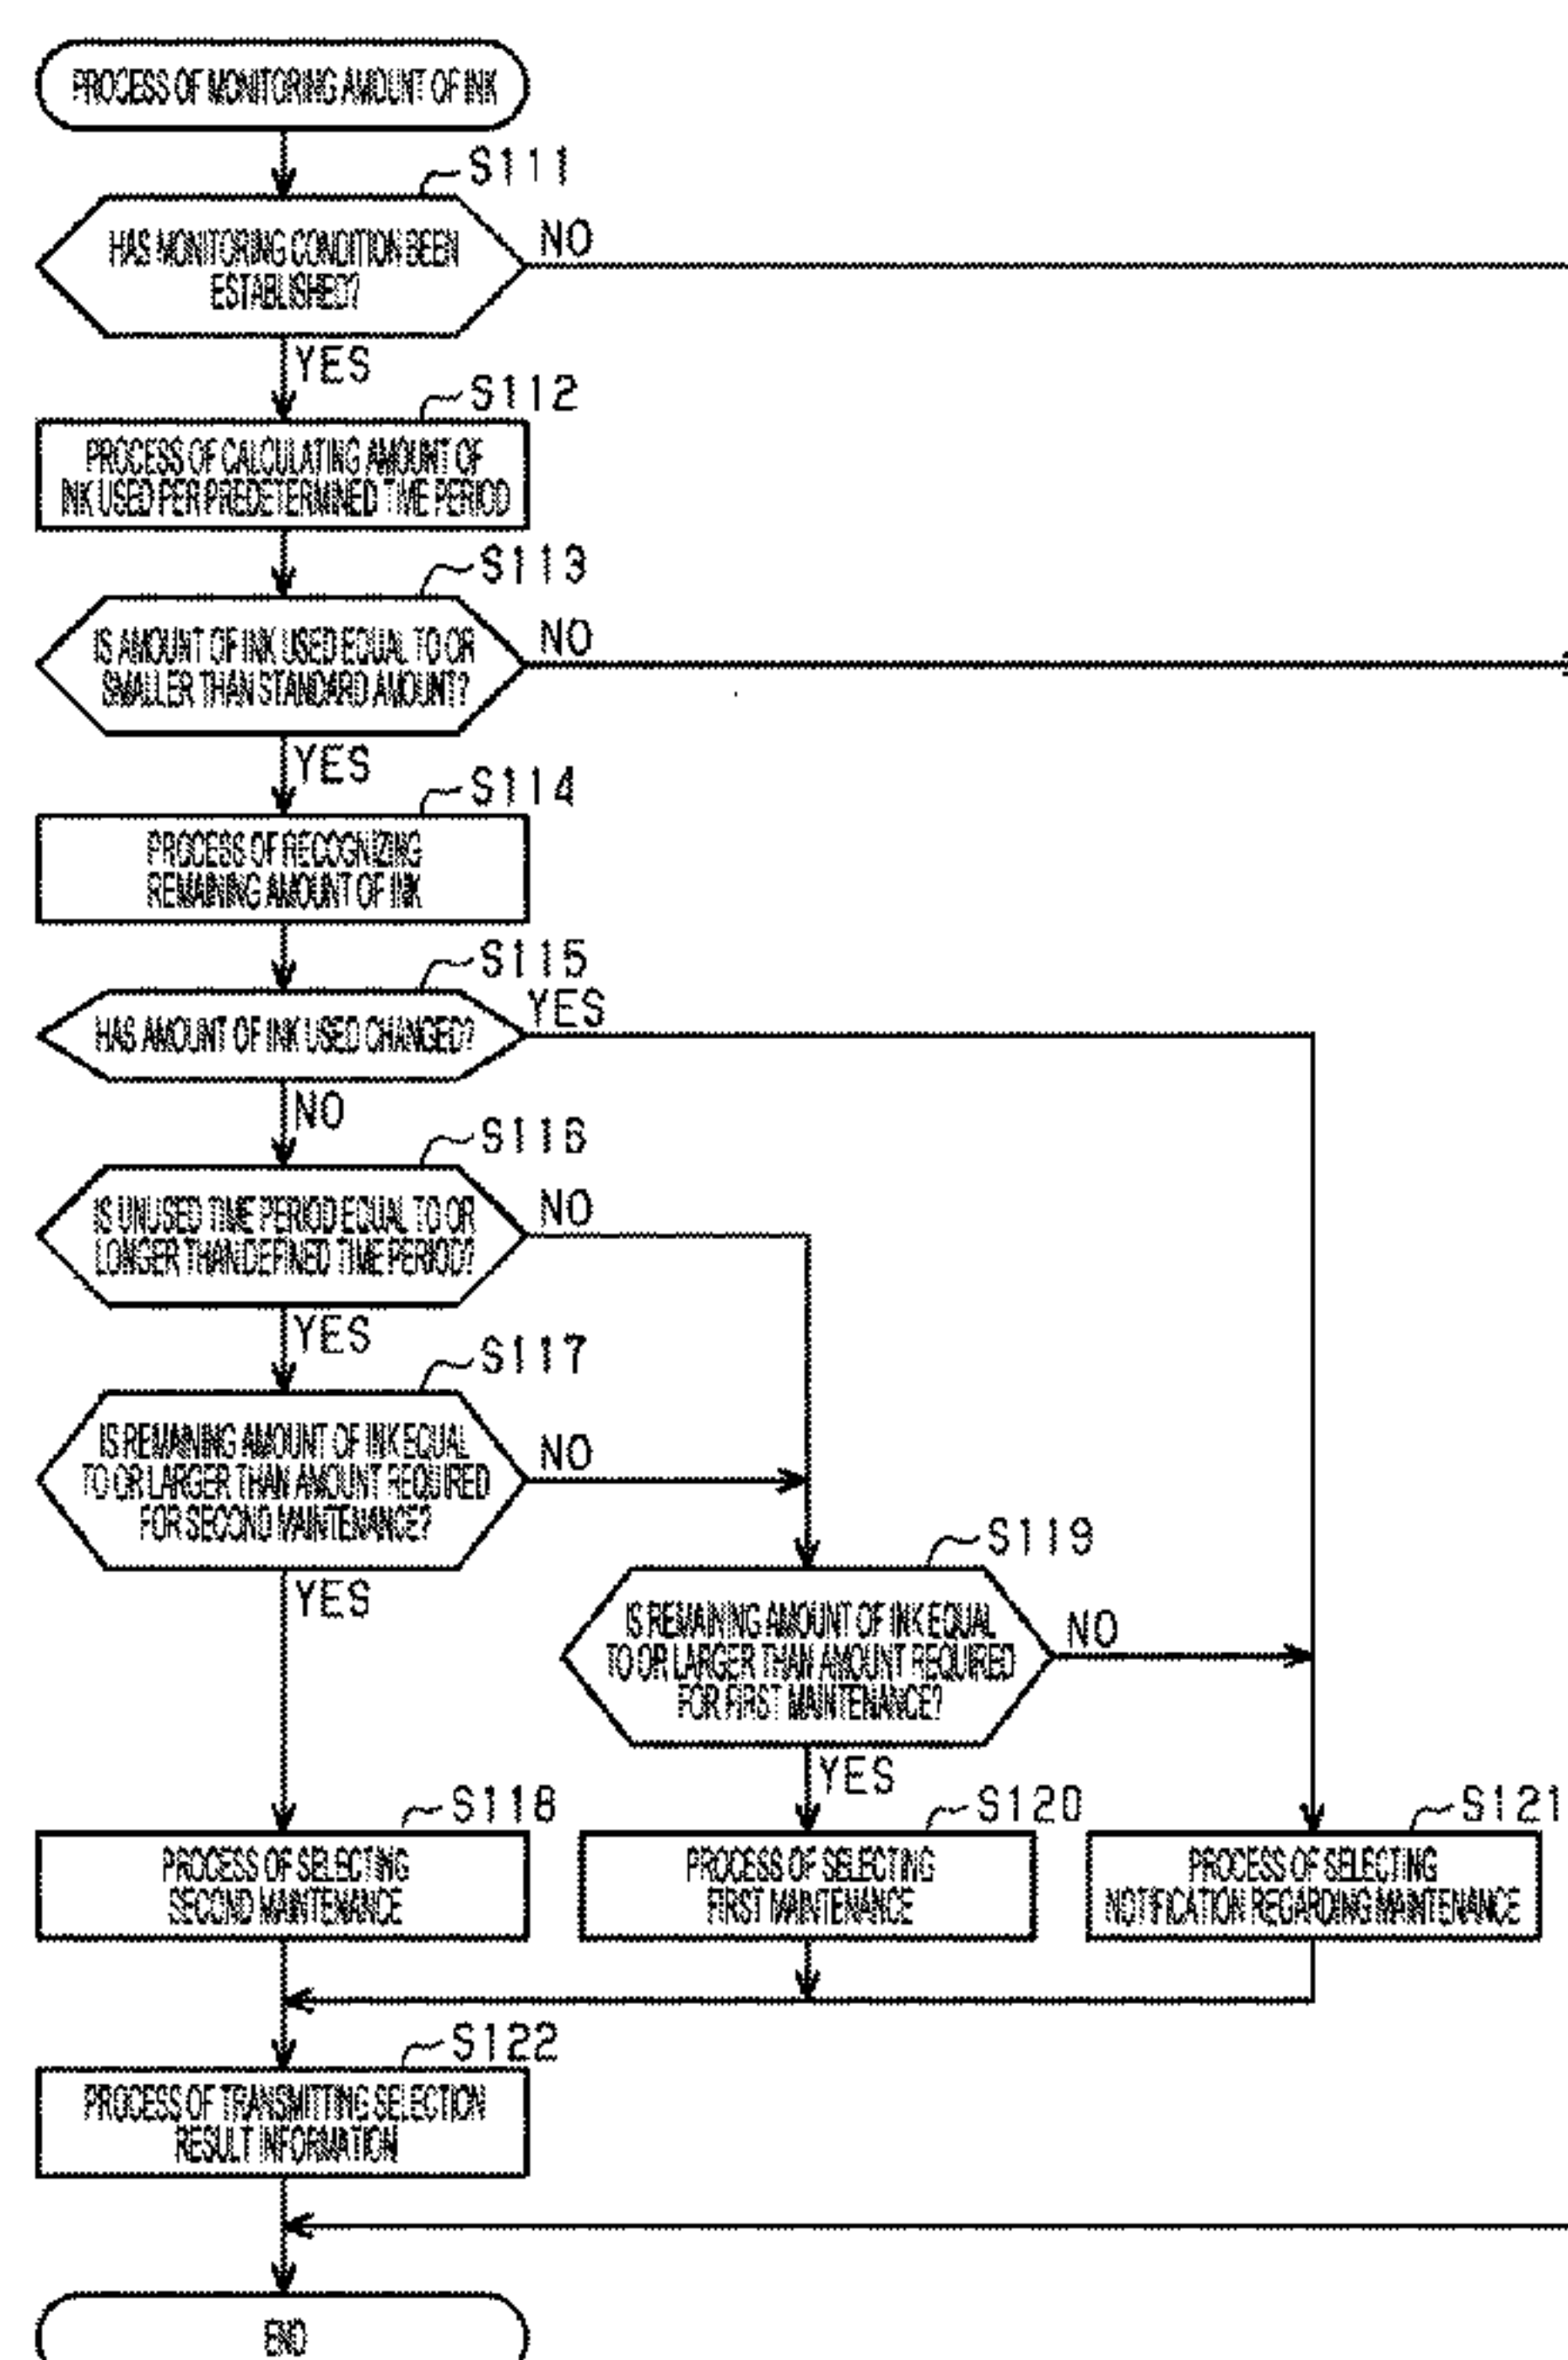 PROCESS OF MONITORING AMOUNT OF INK
S111
HAS MONITORING CONDITION BEEN
ESTABLISHED?
NO
YES
S112
PROCESS OF CALCULATING AMOUNT OF
INK USED PER PREDETERMINED TIME PERIOD
S113
IS AMOUNT OF INK USED EQUAL TO OR
SMALLER THAN STANDARD AMOUNT?
NO
YES
S114
PROCESS OF RECOGNIZING
REMAINING AMOUNT OF INK
S115
HAS AMOUNT OF INK USED CHANGED?
YES
NO
S116
IS UNUSED TIME PERIOD EQUAL TO OR
LONGER THAN DEFINED TIME PERIOD?
NO
YES
S117
IS REMAINING AMOUNT OF INK EQUAL
TO OR LARGER THAN AMOUNT REQUIRED
FOR SECOND MAINTENANCE?
NO
YES
S119
IS REMAINING AMOUNT OF INK EQUAL
TO OR LARGER THAN AMOUNT REQUIRED
FOR FIRST MAINTENANCE?
NO
YES
S118
PROCESS OF SELECTING
SECOND MAINTENANCE
S120
PROCESS OF SELECTING
FIRST MAINTENANCE
S121
PROCESS OF SELECTING
NOTIFICATION REGARDING MAINTENANCE
S122
PROCESS OF TRANSMITTING SELECTION
RESULT INFORMATION
END